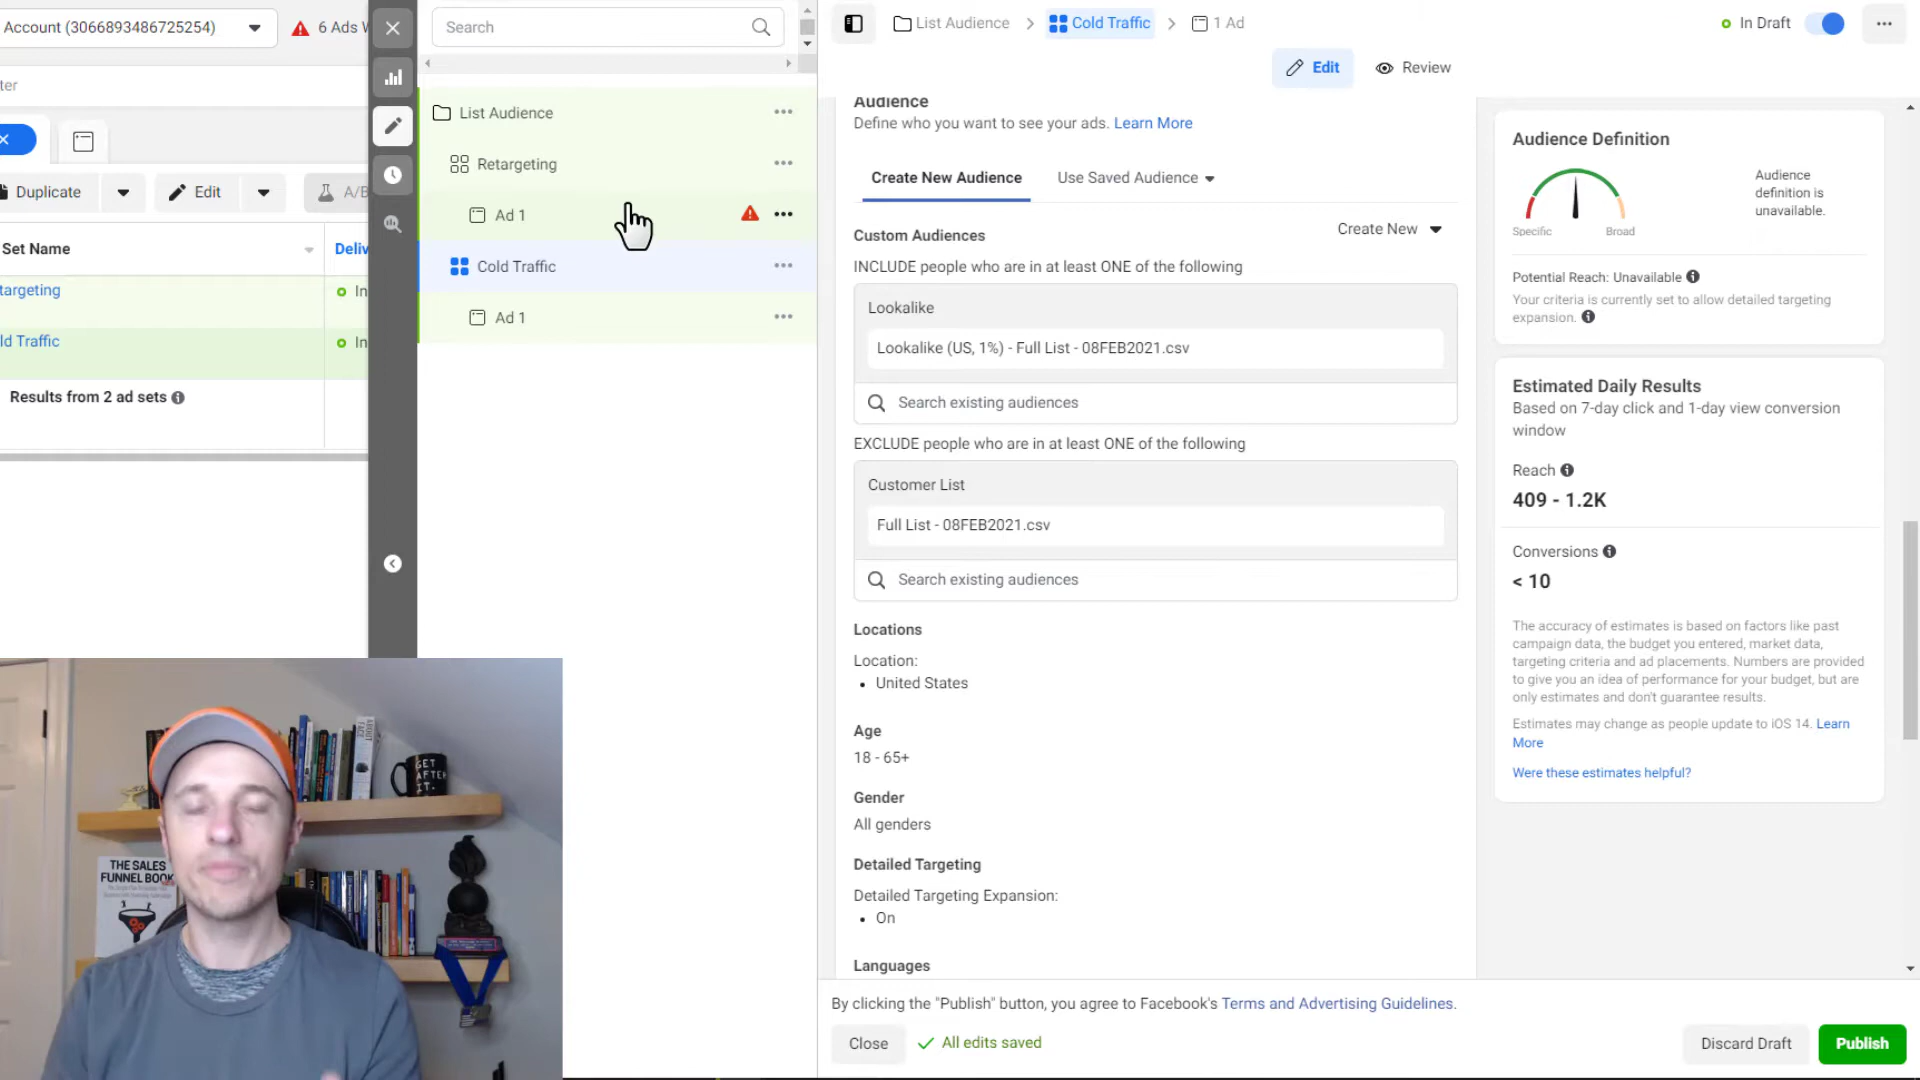 Account (3066893486725254)
6 Ads W
ter
Duplicate
Edit
A/B
Set Name
Deliv
targeting
In
ld Traffic
In
Results from 2 ad sets
Search
List Audience
Retargeting
Ad 1
Cold Traffic
Ad 1
List Audience
Cold Traffic
1 Ad
In Draft
Edit
Review
Audience
Define who you want to see your ads. Learn More
Create New Audience
Use Saved Audience
Custom Audiences
Create New
INCLUDE people who are in at least ONE of the following
Lookalike
Lookalike (US, 1%) - Full List - 08FEB2021.csv
Search existing audiences
EXCLUDE people who are in at least ONE of the following
Customer List
Full List - 08FEB2021.csv
Search existing audiences
Locations
Location:
United States
Age
18 - 65+
Gender
All genders
Detailed Targeting
Detailed Targeting Expansion:
On
Languages
Audience Definition
Specific
Broad
Audience
definition is
unavailable.
Potential Reach: Unavailable
Your criteria is currently set to allow detailed targeting
expansion.
Estimated Daily Results
Based on 7-day click and 1-day view conversion
window
Reach
409 - 1.2K
Conversions
< 10
The accuracy of estimates is based on factors like past
campaign data, the budget you entered, market data,
targeting criteria and ad placements. Numbers are provided
to give you an idea of performance for your budget, but are
only estimates and don't guarantee results.
Estimates may change as people update to iOS 14. Learn
More
Were these estimates helpful?
By clicking the "Publish" button, you agree to Facebook's Terms and Advertising Guidelines.
Close
All edits saved
Discard Draft
Publish
GET
AFTER
IT.
THE SALES
FUNNEL BOOK